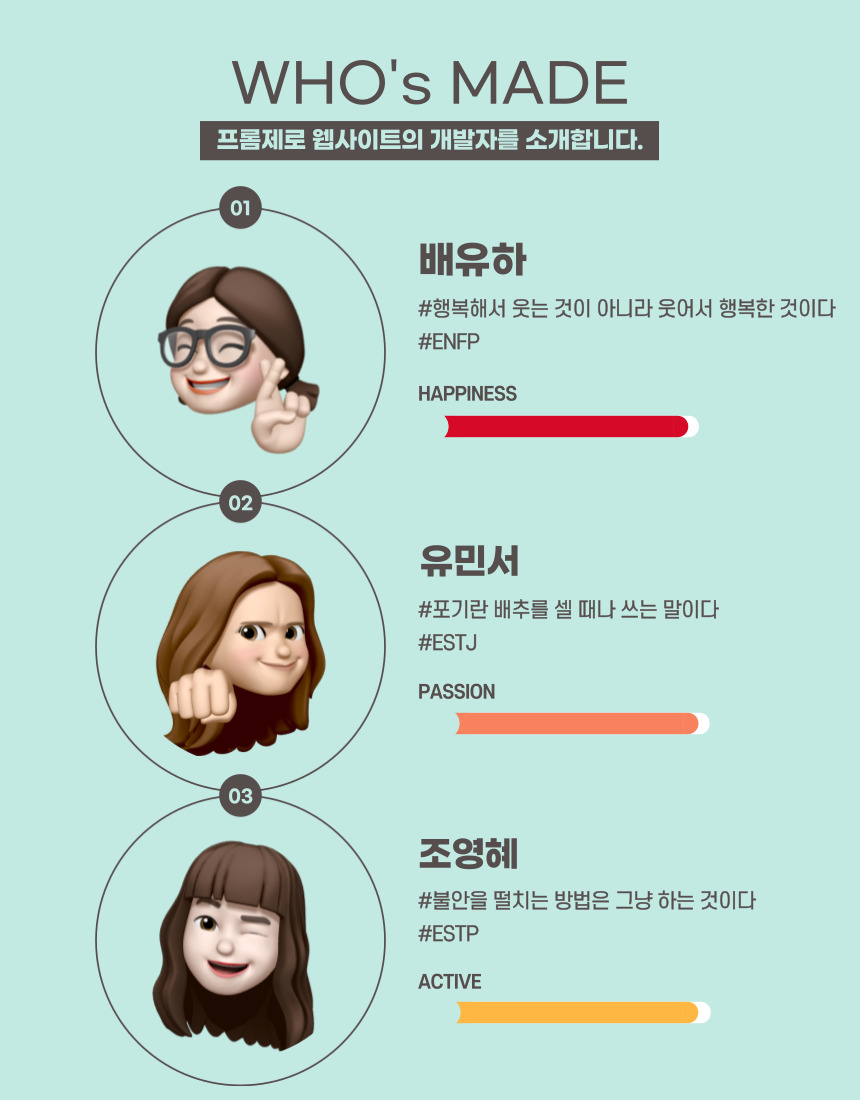 WHO's MADE
프롬제로 웹사이트의 개발자를 소개합니다.
01
배유하
#행복해서 웃는 것이 아니라 웃어서 행복한 것이다
#ENFP
HAPPINESS
02
유민서
#포기란 배추를 셀 때나 쓰는 말이다
#ESTJ
PASSION
03
조영혜
#불안을 떨치는 방법은 그냥 하는 것이다
#ESTP
ACTIVE